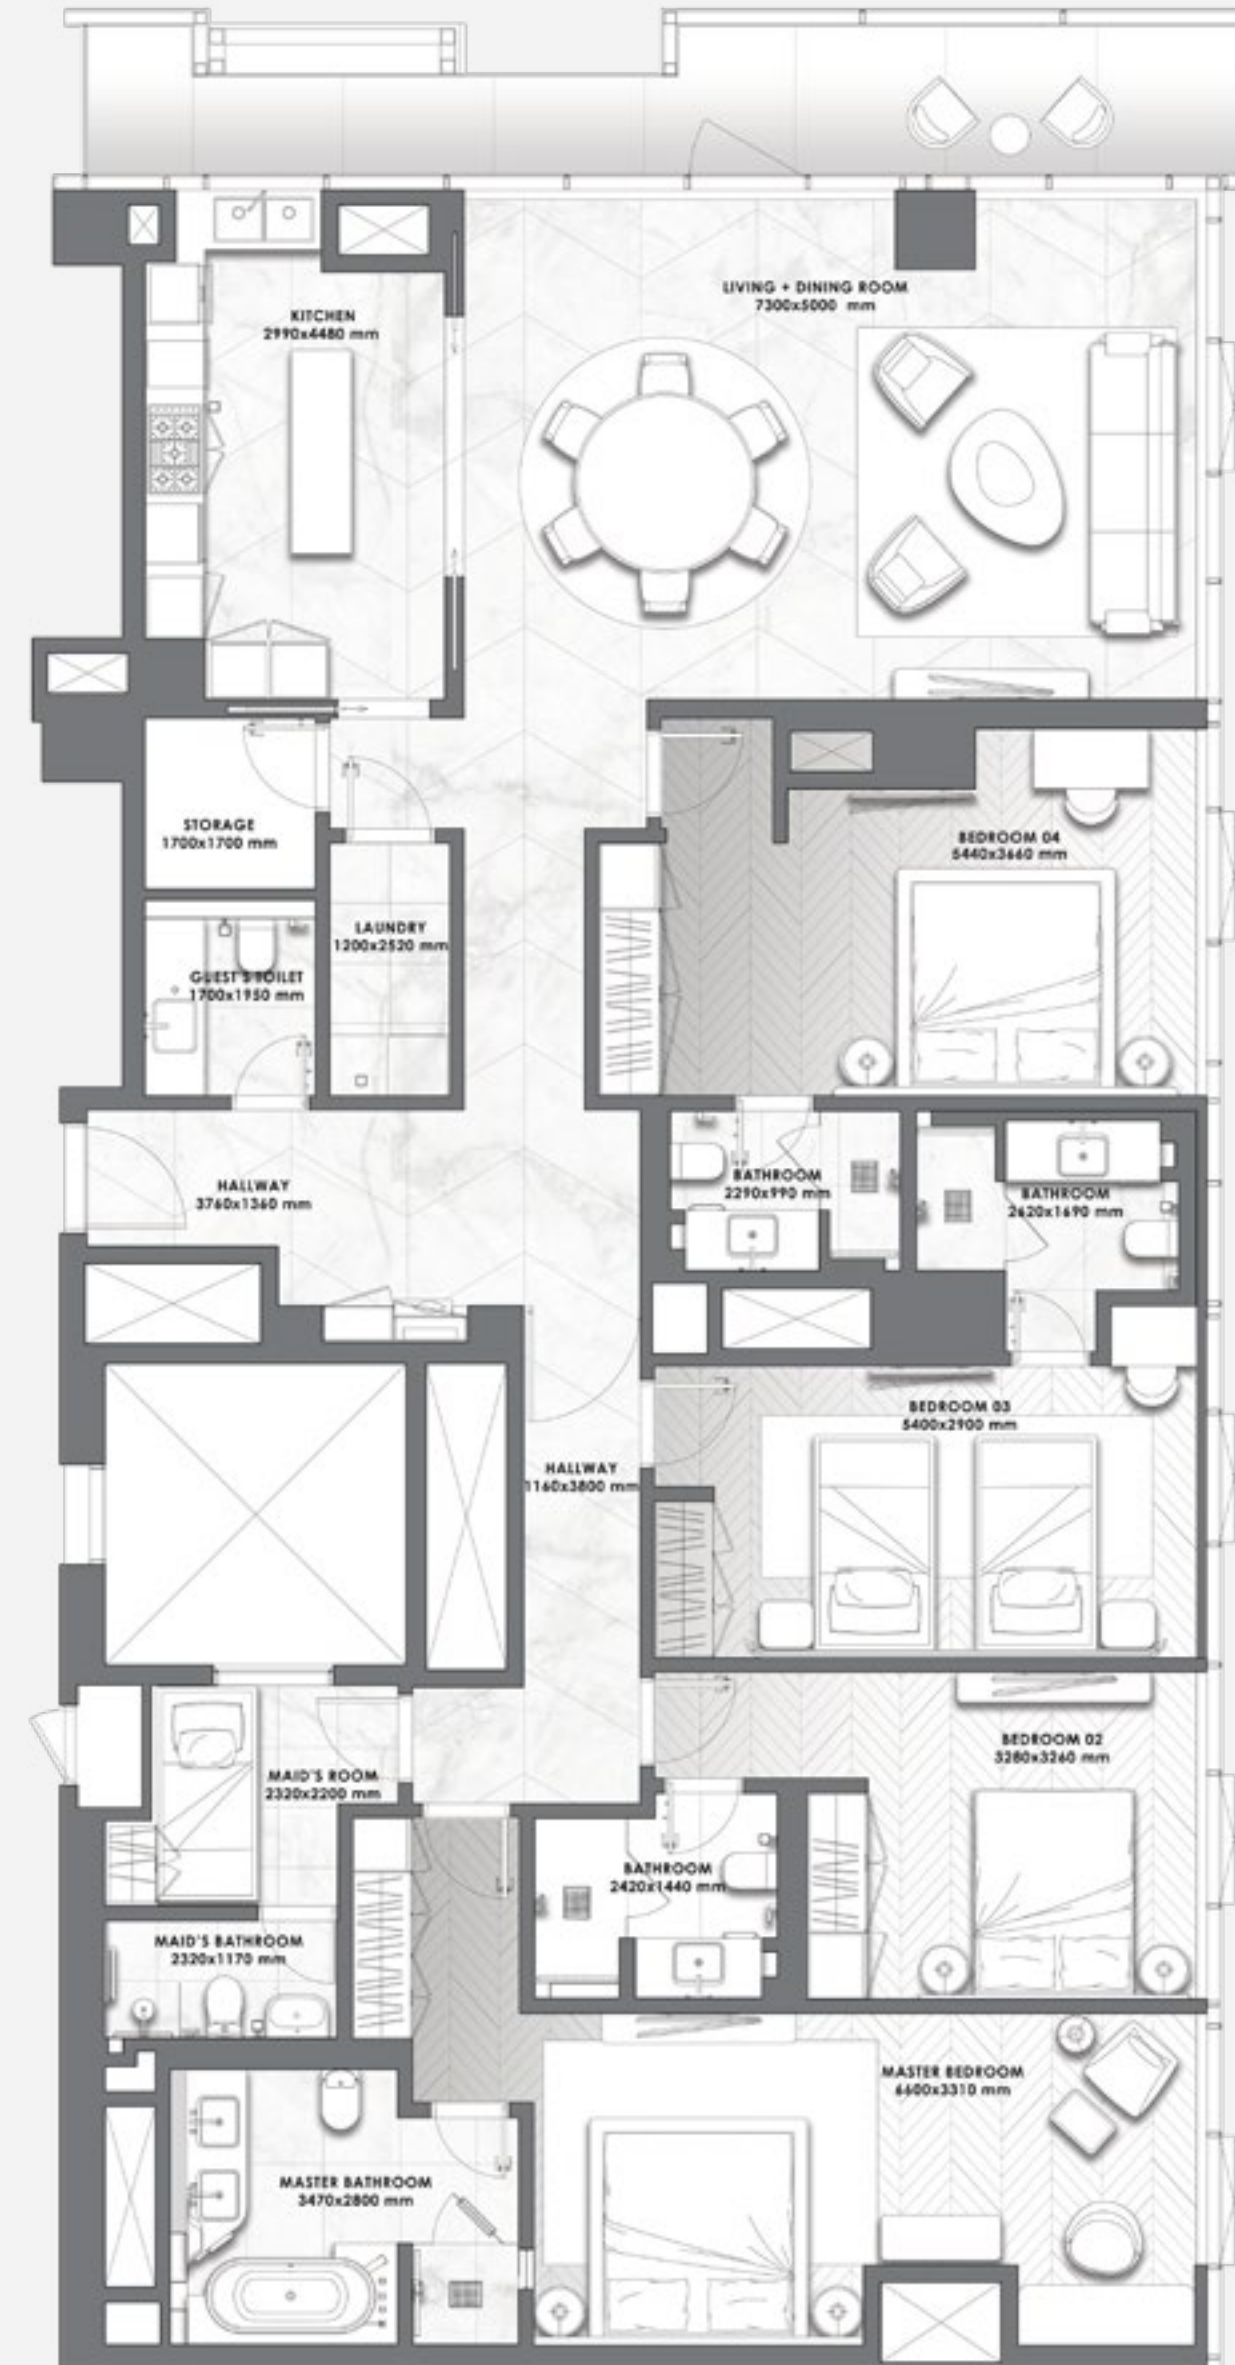 KITCHEN
2990x4480 mm
LIVING + DINING ROOM
7300x5000 mm
STORAGE
1700x1700 mm
BEDROOM 04
5440x3660 mm
LAUNDRY
1200x2520 mm
GUEST'S TOILET
1700x1950 mm
HALLWAY
3760x1360 mm
BATHROOM
2290x990 mm
BATHROOM
2620x1690 mm
BEDROOM 03
5400x2900 mm
HALLWAY
1160x3800 mm
BEDROOM 02
3280x3260 mm
MAID'S ROOM
2320x2200 mm
BATHROOM
2420x1440 mm
MAID'S BATHROOM
2320x1170 mm
MASTER BEDROOM
6600x3310 mm
MASTER BATHROOM
3470x2800 mm